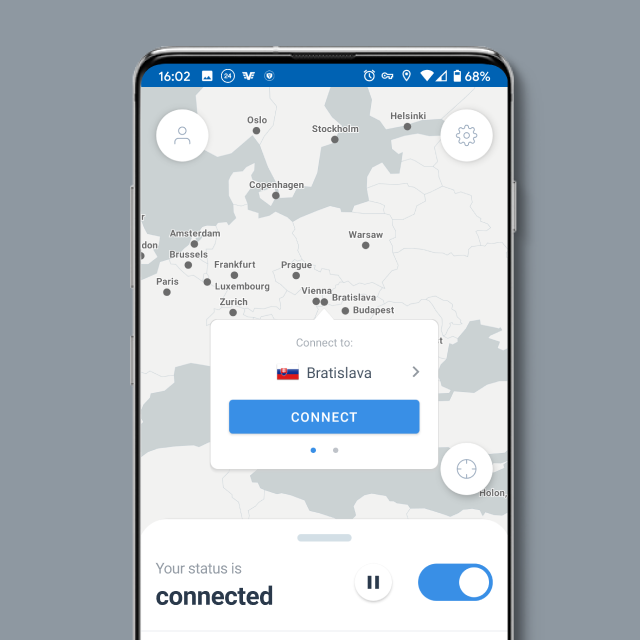 16:02
24
68%
Oslo
Stockholm
Helsinki
Copenhagen
Amsterdam
don
Brussels
Warsaw
Frankfurt
Prague
Paris
Luxembourg
Vienna
Bratislava
Zurich
Budapest
Connect to:
Bratislava
CONNECT
Holon,
Your status is
connected